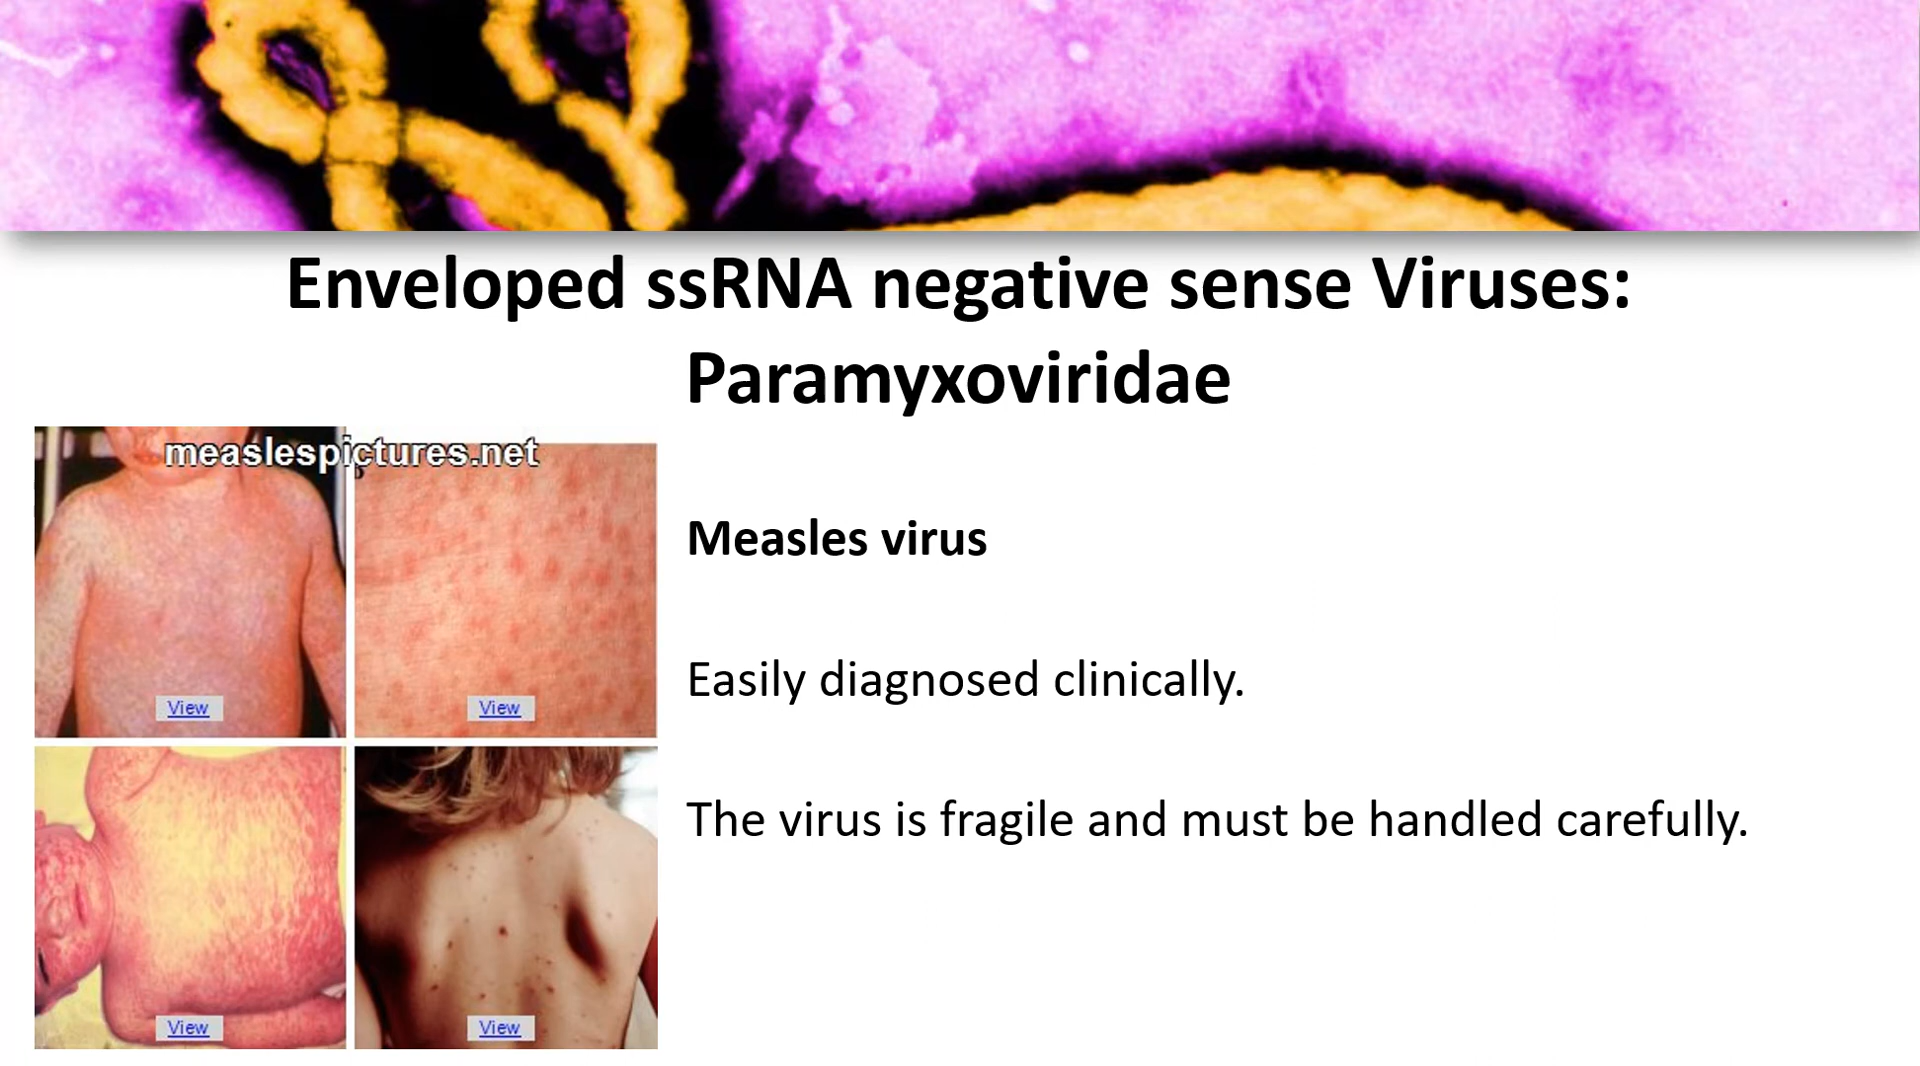 Enveloped ssRNA negative sense Viruses:
Paramyxoviridae
measlespictures.net
View
View
View
View
Measles virus
Easily diagnosed clinically.
The virus is fragile and must be handled carefully.